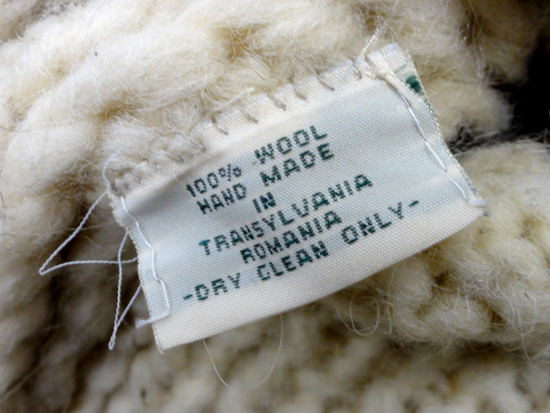 100% WOOL
HAND MADE
IN
TRANSYLVANIA
ROMANIA
-DRY CLEAN ONLY-